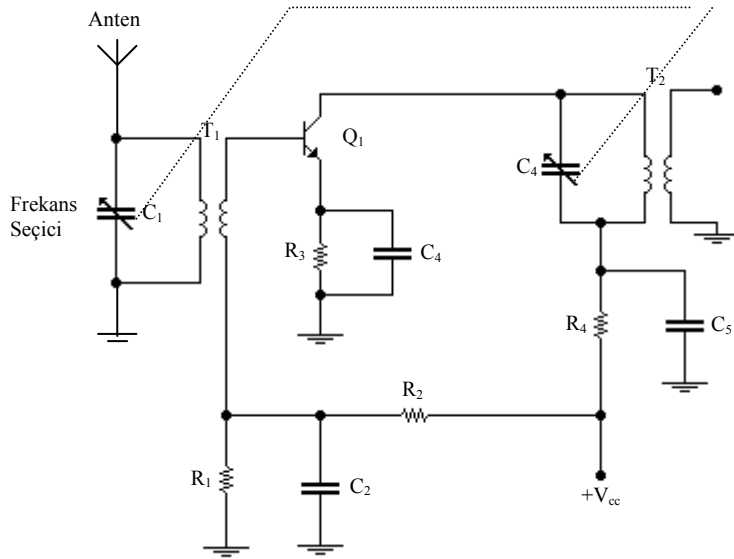 Anten
T₂
T₁
Q₁
C₄
Frekans
Seçici
C₁
R₃
C₄
R₄
C₅
R₂
R₁
C₂
+Vcc